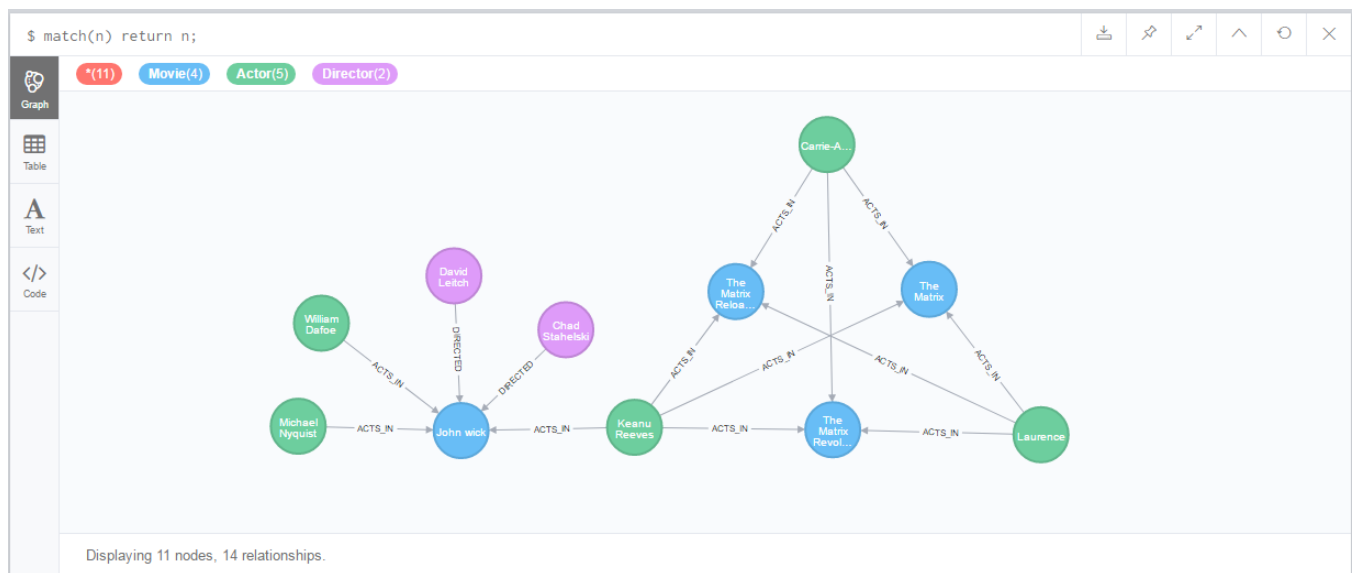 $ match(n) return n;
*(11) Movie(4) Actor(5) Director(2)
Graph
Table
Text
Code
A
</>
Carrie-A...
ACTS_IN
ACTS_IN
ACTS_IN
David
Leitch
The
Matrix
Reloa...
The
Matrix
William
Dafoe
Chad
Stahelski
DIRECTED
DIRECTED
ACTS_IN
ACTS_IN
ACTS_IN
ACTS_IN
ACTS_IN
Michael
Nyquist
ACTS_IN
John wick
ACTS_IN
Keanu
Reeves
ACTS_IN
The
Matrix
Revol...
ACTS_IN
Laurence
Displaying 11 nodes, 14 relationships.